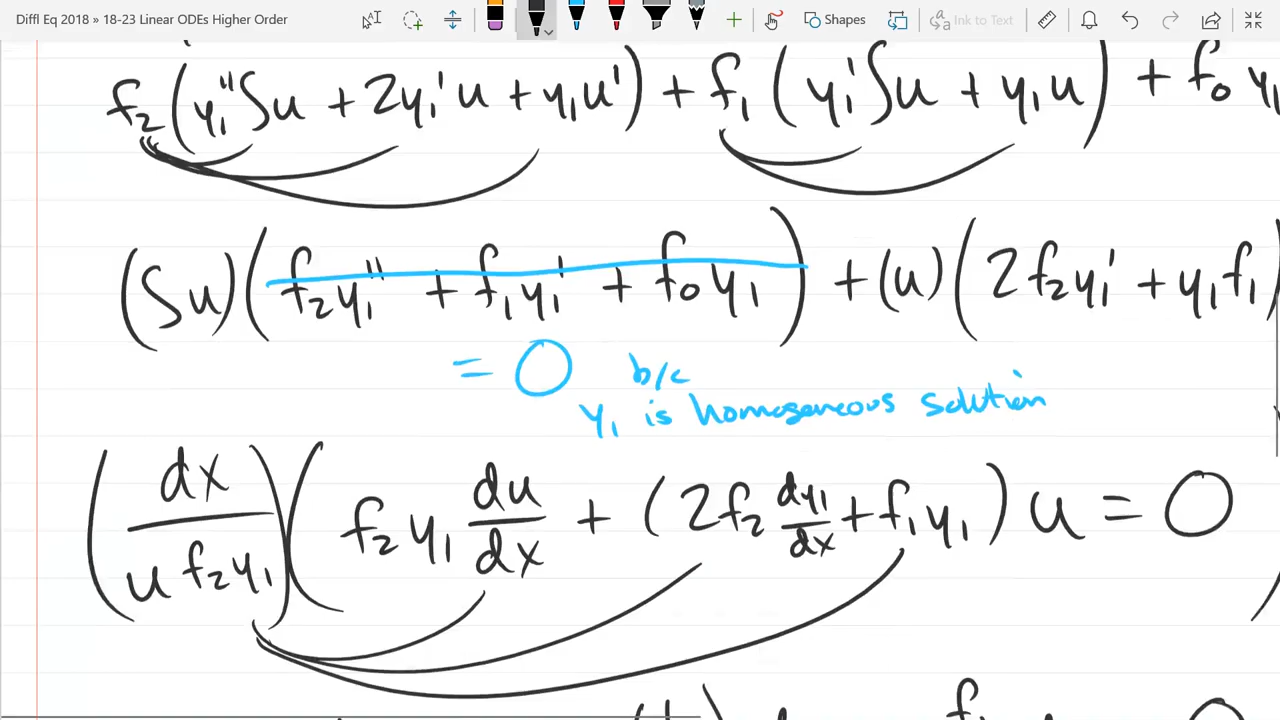 Diffl Eq 2018 » 18-23 Linear ODEs Higher Order
Shapes
Ink to Text
f₂(y₁''∫u + 2y₁'u + y₁u') + f₁(y₁'∫u + y₁u) + f₀ y₁
(∫u)(f₂y₁'' + f₁y₁' + f₀y₁) + (u)(2f₂y₁' + y₁f₁)
= 0 b/c
y₁ is homogeneous solution
(dx/(u f₂y₁))(f₂y₁ du/dx + (2f₂ dy₁/dx + f₁y₁)u = 0